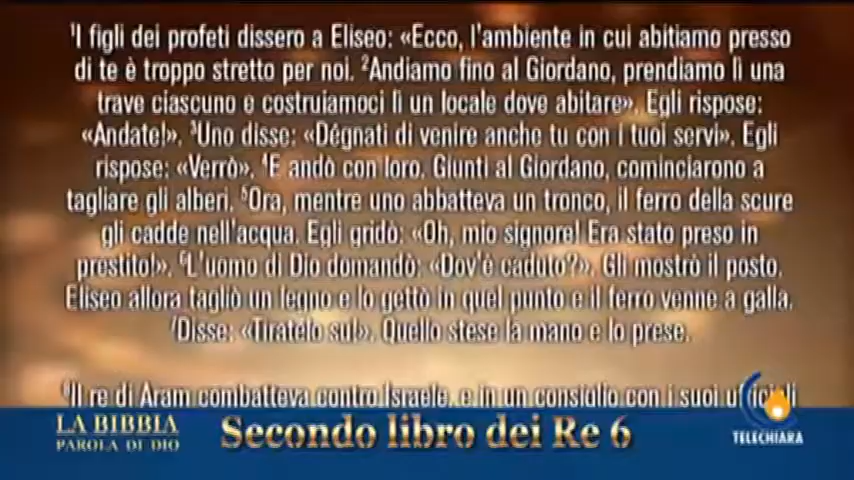 ¹I figli dei profeti dissero a Eliseo: «Ecco, l'ambiente in cui abitiamo presso
di te è troppo stretto per noi. ²Andiamo fino al Giordano, prendiamo lì una
trave ciascuno e costruiamoci lì un locale dove abitare». Egli rispose:
«Andate!». ³Uno disse: «Dégnati di venire anche tu con i tuoi servi». Egli
rispose: «Verrò». ⁴E andò con loro. Giunti al Giordano, cominciarono a
tagliare gli alberi. ⁵Ora, mentre uno abbatteva un tronco, il ferro della scure
gli cadde nell'acqua. Egli gridò: «Oh, mio signore! Era stato preso in
prestito!». ⁶L'uomo di Dio domandò: «Dov'è caduto?». Gli mostrò il posto.
Eliseo allora tagliò un legno e lo gettò in quel punto e il ferro venne a galla.
⁷Disse: «Tiratelo su!». Quello stese la mano e lo prese.
⁸Il re di Aram combatteva contro Israele, e in un consiglio con i suoi ufficiali
LA BIBBIA
PAROLA DI DIO
Secondo libro dei Re 6
TELECHIARA